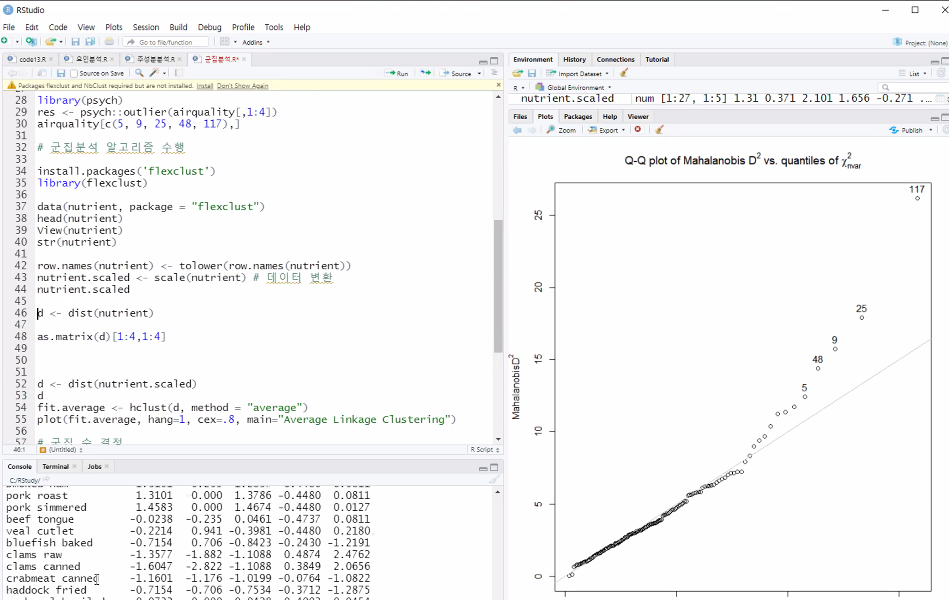 RStudio
File Edit Code View Plots Session Build Debug Profile Tools Help
Go to file/function Addins Project: (None)
code13.R × 요인분석.R × 주성분분석.R × 군집분석.R* ×
Source on Save Run Source
Packages flexclust and NbClust required but are not installed. Install Don't Show Again
28 library(psych)
29 res <- psych::outlier(airquality[,1:4])
30 airquality[c(5, 9, 25, 48, 117),]
31
32 # 군집분석 알고리즘 수행
33
34 install.packages('flexclust')
35 library(flexclust)
36
37 data(nutrient, package = "flexclust")
38 head(nutrient)
39 View(nutrient)
40 str(nutrient)
41
42 row.names(nutrient) <- tolower(row.names(nutrient))
43 nutrient.scaled <- scale(nutrient) # 데이터 변환
44 nutrient.scaled
45
46 d <- dist(nutrient)
47
48 as.matrix(d)[1:4,1:4]
49
50
51
52 d <- dist(nutrient.scaled)
53 d
54 fit.average <- hclust(d, method = "average")
55 plot(fit.average, hang=1, cex=.8, main="Average Linkage Clustering")
56
57 # 군집 수 결정
46:1 (Untitled) R Script
Console Terminal × Jobs ×
C:/RStudy/
pork roast 1.3101 0.000 1.3786 -0.4480 0.0811
pork simmered 1.4583 0.000 1.4674 -0.4480 0.0127
beef tongue -0.0238 -0.235 0.0461 -0.4737 0.0811
veal cutlet -0.2214 0.941 -0.3981 -0.4480 0.2180
bluefish baked -0.7154 0.706 -0.8423 -0.2430 -1.2191
clams raw -1.3577 -1.882 -1.1088 0.4874 2.4762
clams canned -1.6047 -2.822 -1.1088 0.3849 2.0656
crabmeat canned -1.1601 -1.176 -1.0199 -0.0764 -1.0822
haddock fried -0.7154 -0.706 -0.7534 -0.3712 -1.2875
Environment History Connections Tutorial
Import Dataset List
R Global Environment
nutrient.scaled num [1:27, 1:5] 1.31 0.371 2.101 1.656 -0.271 ...
Files Plots Packages Help Viewer
Zoom Export Publish
Q-Q plot of Mahalanobis D² vs. quantiles of χ²nvar
Mahalanobis D²
25
20
15
10
5
0
117
25
9
48
5